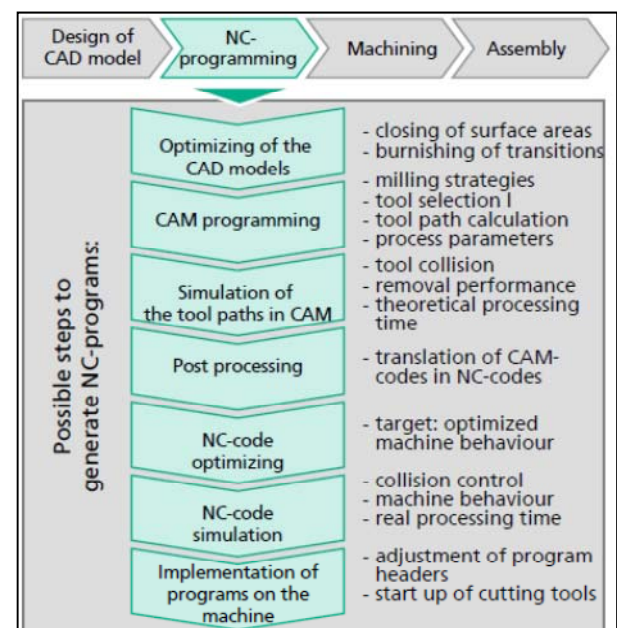 Design of
CAD model
NC-
programming
Machining
Assembly
Possible steps to
generate NC-programs:
Optimizing of the
CAD models
- closing of surface areas
- burnishing of transitions
CAM programming
- milling strategies
- tool selection l
- tool path calculation
- process parameters
Simulation of
the tool paths in CAM
- tool collision
- removal performance
- theoretical processing
time
Post processing
- translation of CAM-
codes in NC-codes
NC-code
optimizing
- target: optimized
machine behaviour
NC-code
simulation
- collision control
- machine behaviour
- real processing time
Implementation of
programs on the
machine
- adjustment of program
headers
- start up of cutting tools